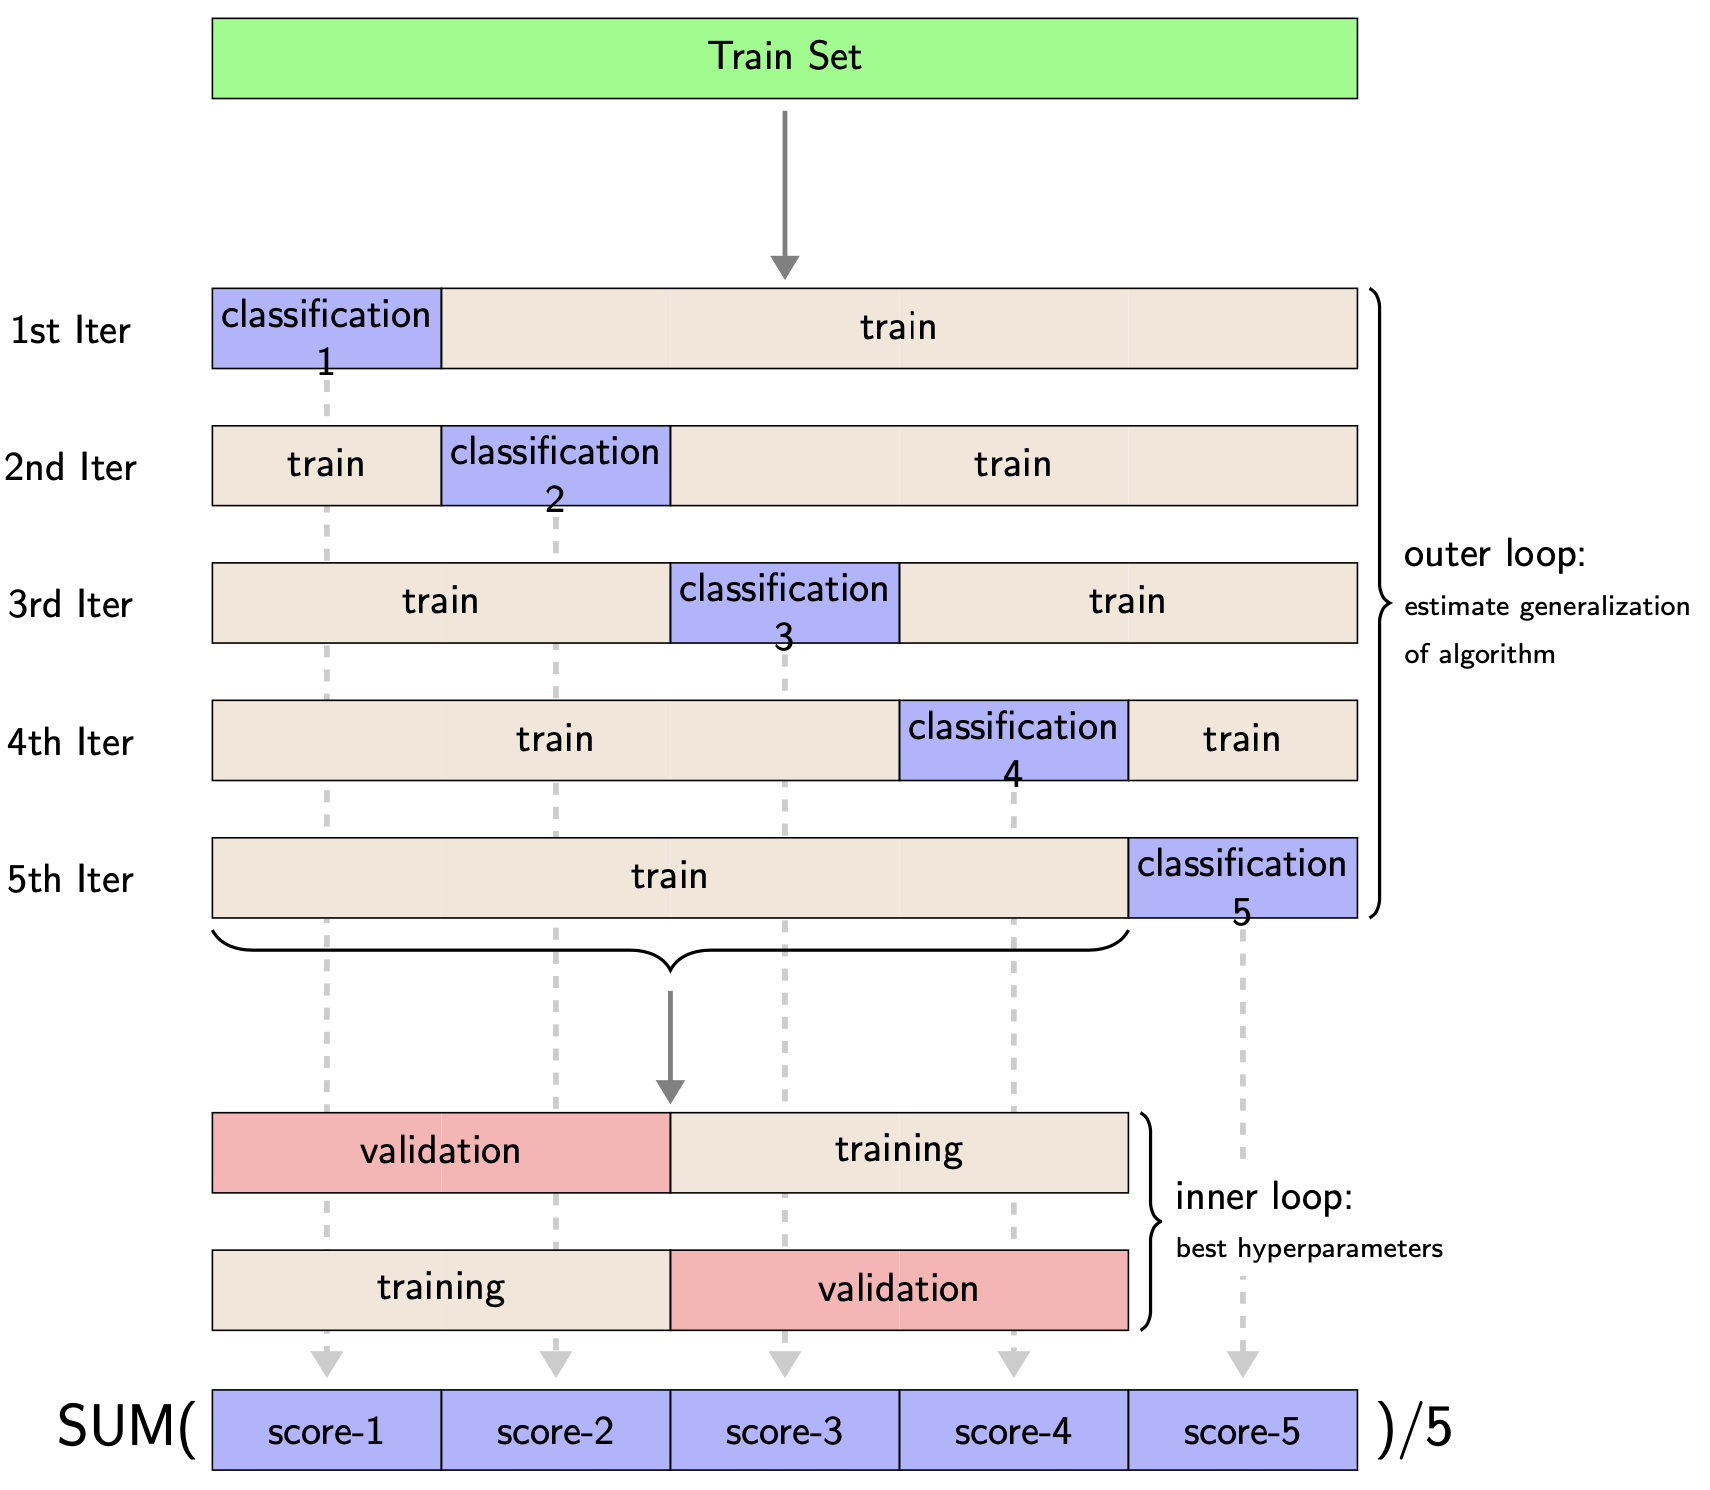 Train Set
1st Iter
classification
1
train
2nd Iter
train
classification
2
train
3rd Iter
train
classification
3
train
outer loop:
estimate generalization
of algorithm
4th Iter
train
classification
4
train
5th Iter
train
classification
5
validation
training
inner loop:
best hyperparameters
training
validation
SUM(
score-1
score-2
score-3
score-4
score-5
)/5